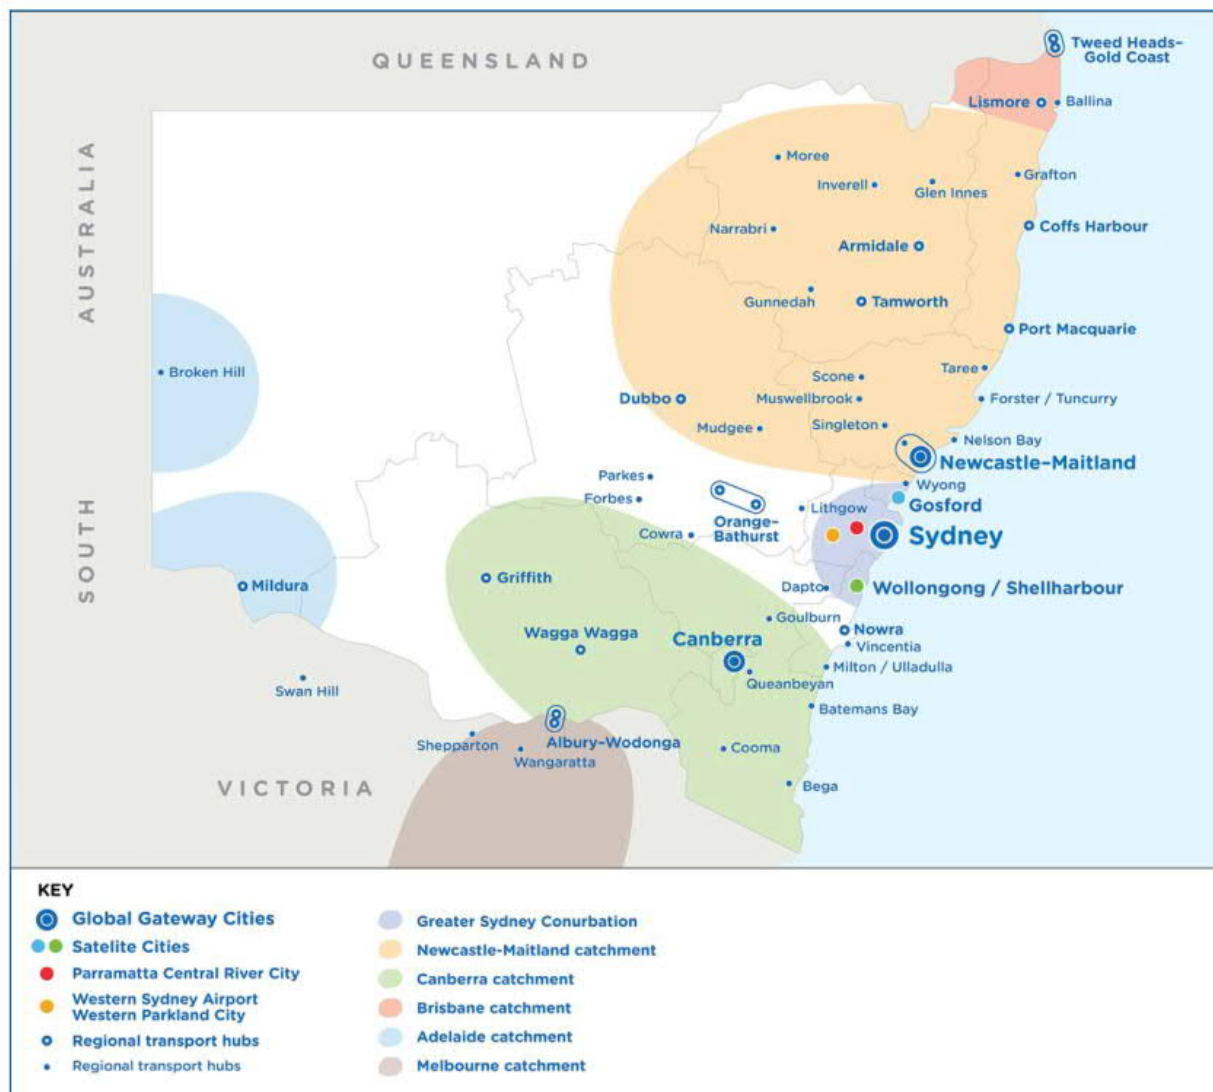 QUEENSLAND
Tweed Heads–
Gold Coast
Lismore
Ballina
AUSTRALIA
Moree
Inverell
Glen Innes
Grafton
Narrabri
Armidale
Coffs Harbour
Gunnedah
Tamworth
Port Macquarie
Broken Hill
Scone
Taree
Dubbo
Muswellbrook
Forster / Tuncurry
Mudgee
Singleton
Nelson Bay
Newcastle–Maitland
Parkes
Wyong
Forbes
Lithgow
Gosford
Orange–
Bathurst
Cowra
Sydney
SOUTH
Mildura
Griffith
Dapto
Wollongong / Shellharbour
Goulburn
Wagga Wagga
Canberra
Nowra
Vincentia
Milton / Ulladulla
Queanbeyan
Swan Hill
Batemans Bay
Shepparton
Albury–Wodonga
Wangaratta
Cooma
VICTORIA
Bega
KEY
Global Gateway Cities
Satelite Cities
Parramatta Central River City
Western Sydney Airport
Western Parkland City
Regional transport hubs
Regional transport hubs
Greater Sydney Conurbation
Newcastle-Maitland catchment
Canberra catchment
Brisbane catchment
Adelaide catchment
Melbourne catchment